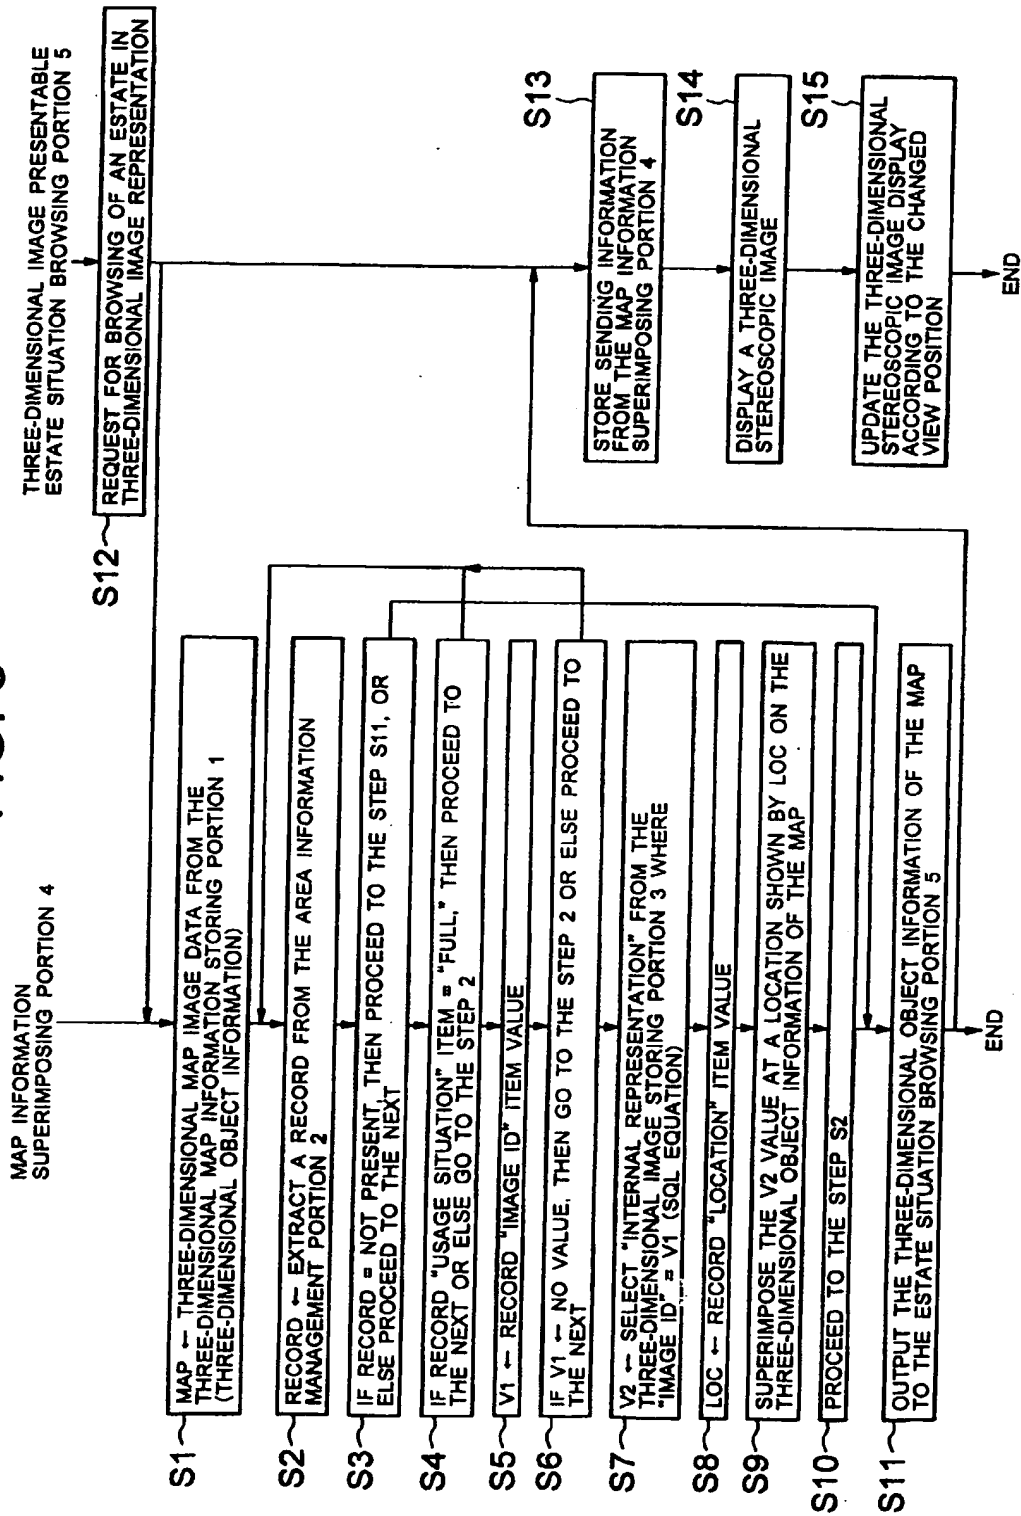 MAP INFORMATION
SUPERIMPOSING PORTION 4
S1
MAP ← THREE-DIMENSIONAL MAP IMAGE DATA FROM THE
THREE-DIMENSIONAL MAP INFORMATION STORING PORTION 1
(THREE-DIMENSIONAL OBJECT INFORMATION)
S2
RECORD ← EXTRACT A RECORD FROM THE AREA INFORMATION
MANAGEMENT PORTION 2
S3
IF RECORD = NOT PRESENT, THEN PROCEED TO THE STEP S11, OR
ELSE PROCEED TO THE NEXT
S4
IF RECORD "USAGE SITUATION" ITEM = "FULL," THEN PROCEED TO
THE NEXT OR ELSE GO TO THE STEP 2
S5
V1 ← RECORD "IMAGE ID" ITEM VALUE
S6
IF V1 ← NO VALUE, THEN GO TO THE STEP 2 OR ELSE PROCEED TO
THE NEXT
S7
V2 ← SELECT "INTERNAL REPRESENTATION" FROM THE
THREE-DIMENSIONAL IMAGE STORING PORTION 3 WHERE
"IMAGE ID" = V1 (SQL EQUATION)
S8
LOC ← RECORD "LOCATION" ITEM VALUE
S9
SUPERIMPOSE THE V2 VALUE AT A LOCATION SHOWN BY LOC ON THE
THREE-DIMENSIONAL OBJECT INFORMATION OF THE MAP
S10
PROCEED TO THE STEP S2
S11
OUTPUT THE THREE-DIMENSIONAL OBJECT INFORMATION OF THE MAP
TO THE ESTATE SITUATION BROWSING PORTION 5
END
THREE-DIMENSIONAL IMAGE PRESENTABLE
ESTATE SITUATION BROWSING PORTION 5
S12
REQUEST FOR BROWSING OF AN ESTATE IN
THREE-DIMENSIONAL IMAGE REPRESENTATION
S13
STORE SENDING INFORMATION
FROM THE MAP INFORMATION
SUPERIMPOSING PORTION 4
S14
DISPLAY A THREE-DIMENSIONAL
STEREOSCOPIC IMAGE
S15
UPDATE THE THREE-DIMENSIONAL
STEREOSCOPIC IMAGE DISPLAY
ACCORDING TO THE CHANGED
VIEW POSITION
END